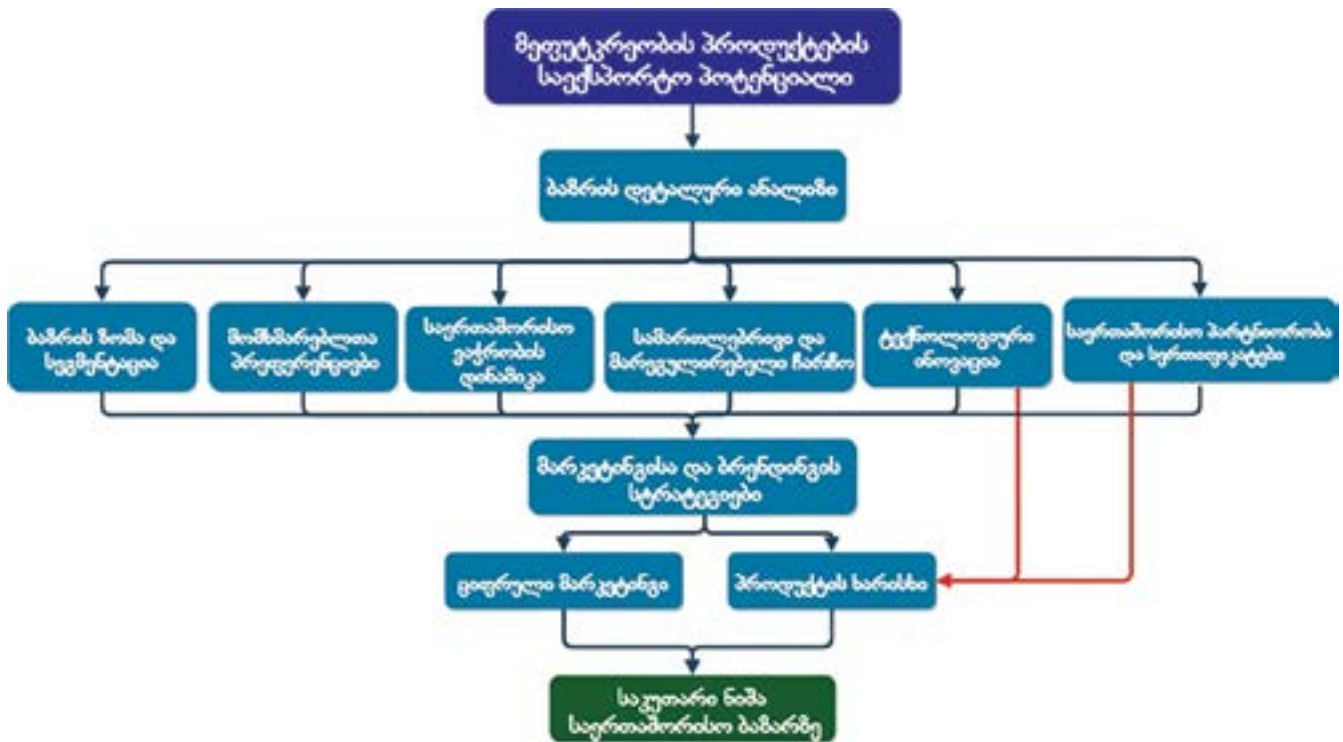 მეფუტკრეობის პროდუქტების
საექსპორტო პოტენციალი
ბაზრის დეტალური ანალიზი
ბაზრის ზომა და
სეგმენტაცია
მომხმარებელთა
პრეფერენციები
საერთაშორისო
ვაჭრობის
დინამიკა
სამართლებრივი და
მარეგულირებელი ჩარჩო
ტექნოლოგიური
ინოვაცია
საერთაშორისო პარტნიორობა
და სერთიფიკატები
მარკეტინგისა და ბრენდინგის
სტრატეგიები
ციფრული მარკეტინგი
პროდუქტის ხარისხი
საკუთარი ნიშა
საერთაშორისო ბაზარზე